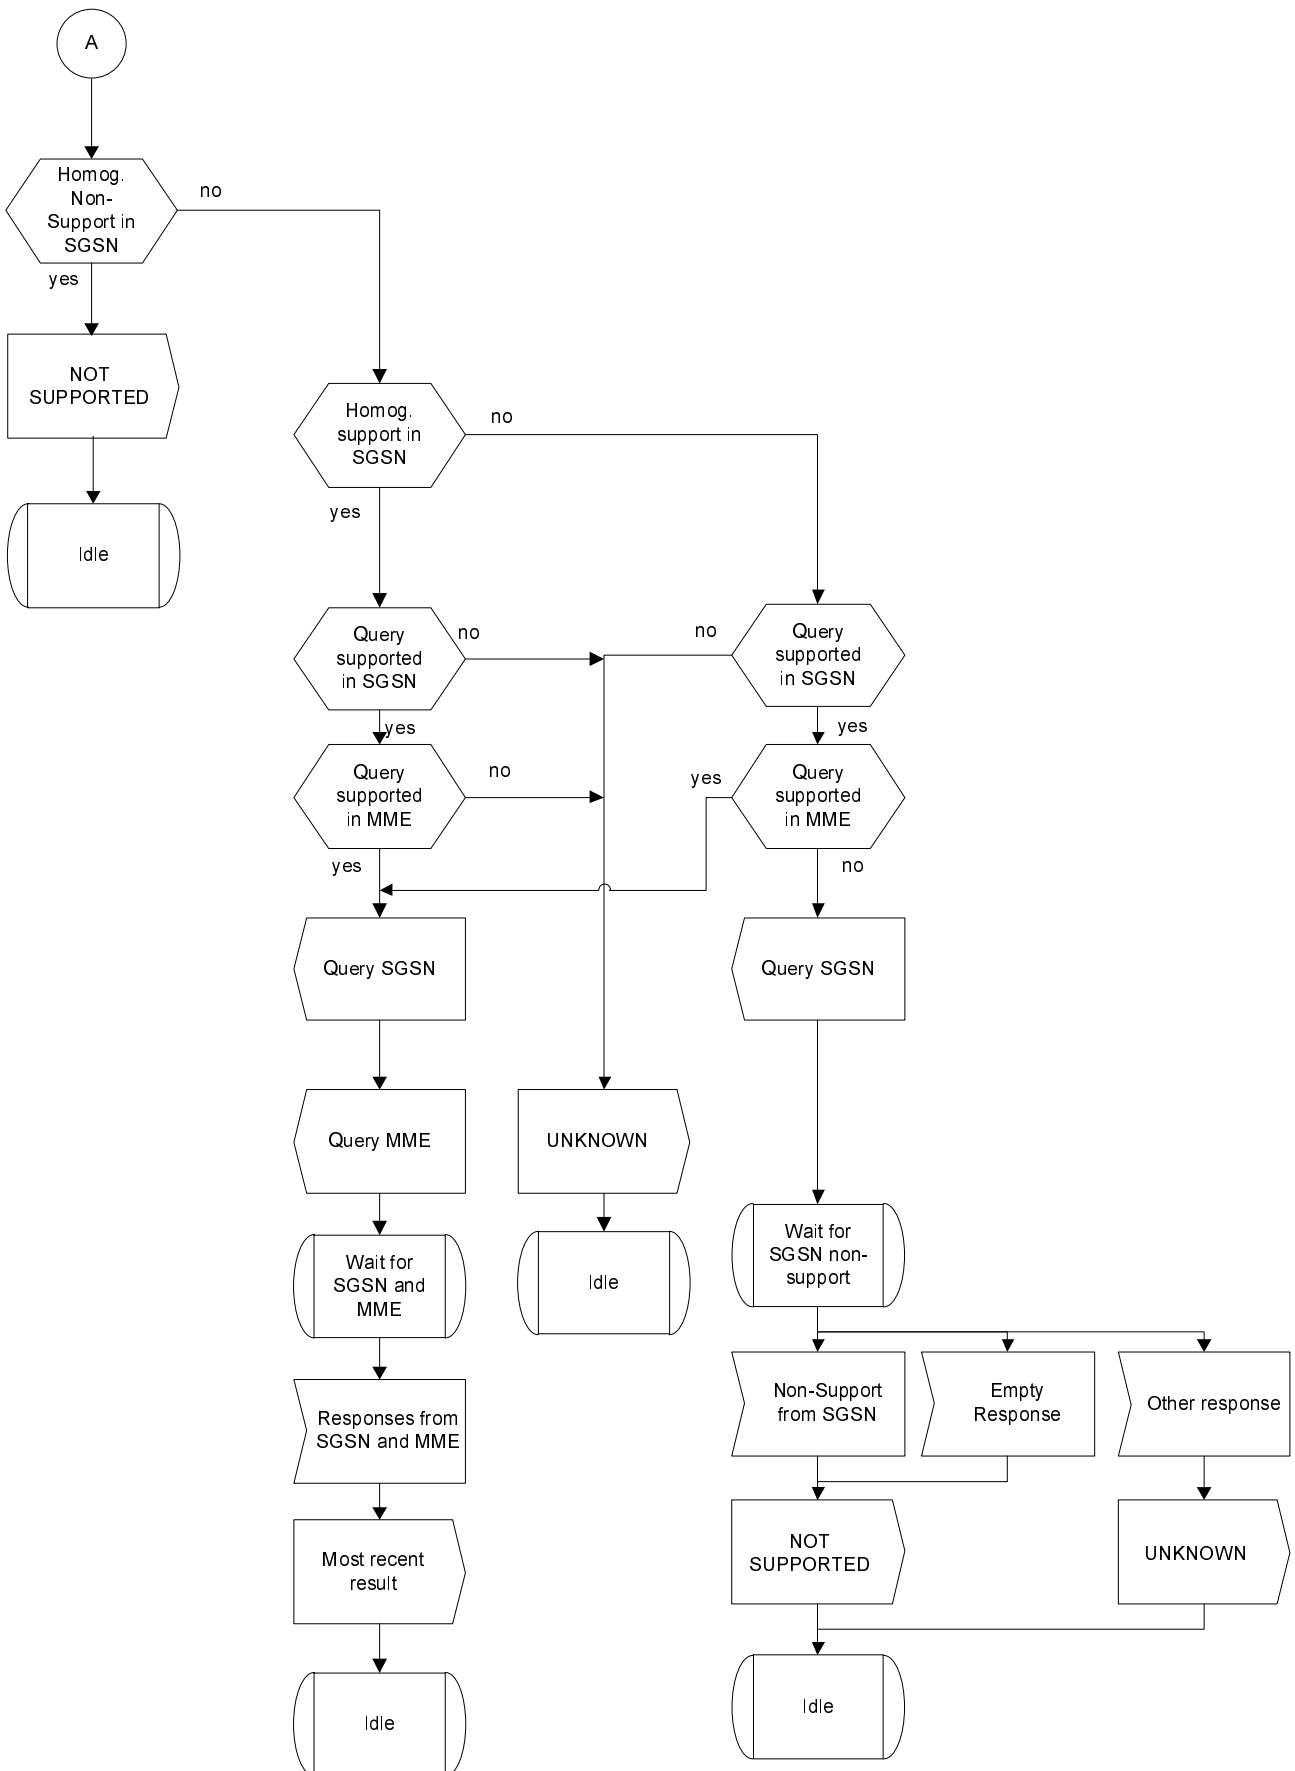 A
Homog.
Non-
Support in
SGSN
no
yes
NOT
SUPPORTED
Idle
Homog.
support in
SGSN
no
yes
Query
supported
in SGSN
no
yes
no
Query
supported
in SGSN
yes
Query
supported
in MME
no
yes
yes
Query
supported
in MME
no
Query SGSN
Query SGSN
Query MME
UNKNOWN
Wait for
SGSN and
MME
Idle
Wait for
SGSN non-
support
Responses from
SGSN and MME
Non-Support
from SGSN
Empty
Response
Other response
Most recent
result
NOT
SUPPORTED
UNKNOWN
Idle
Idle